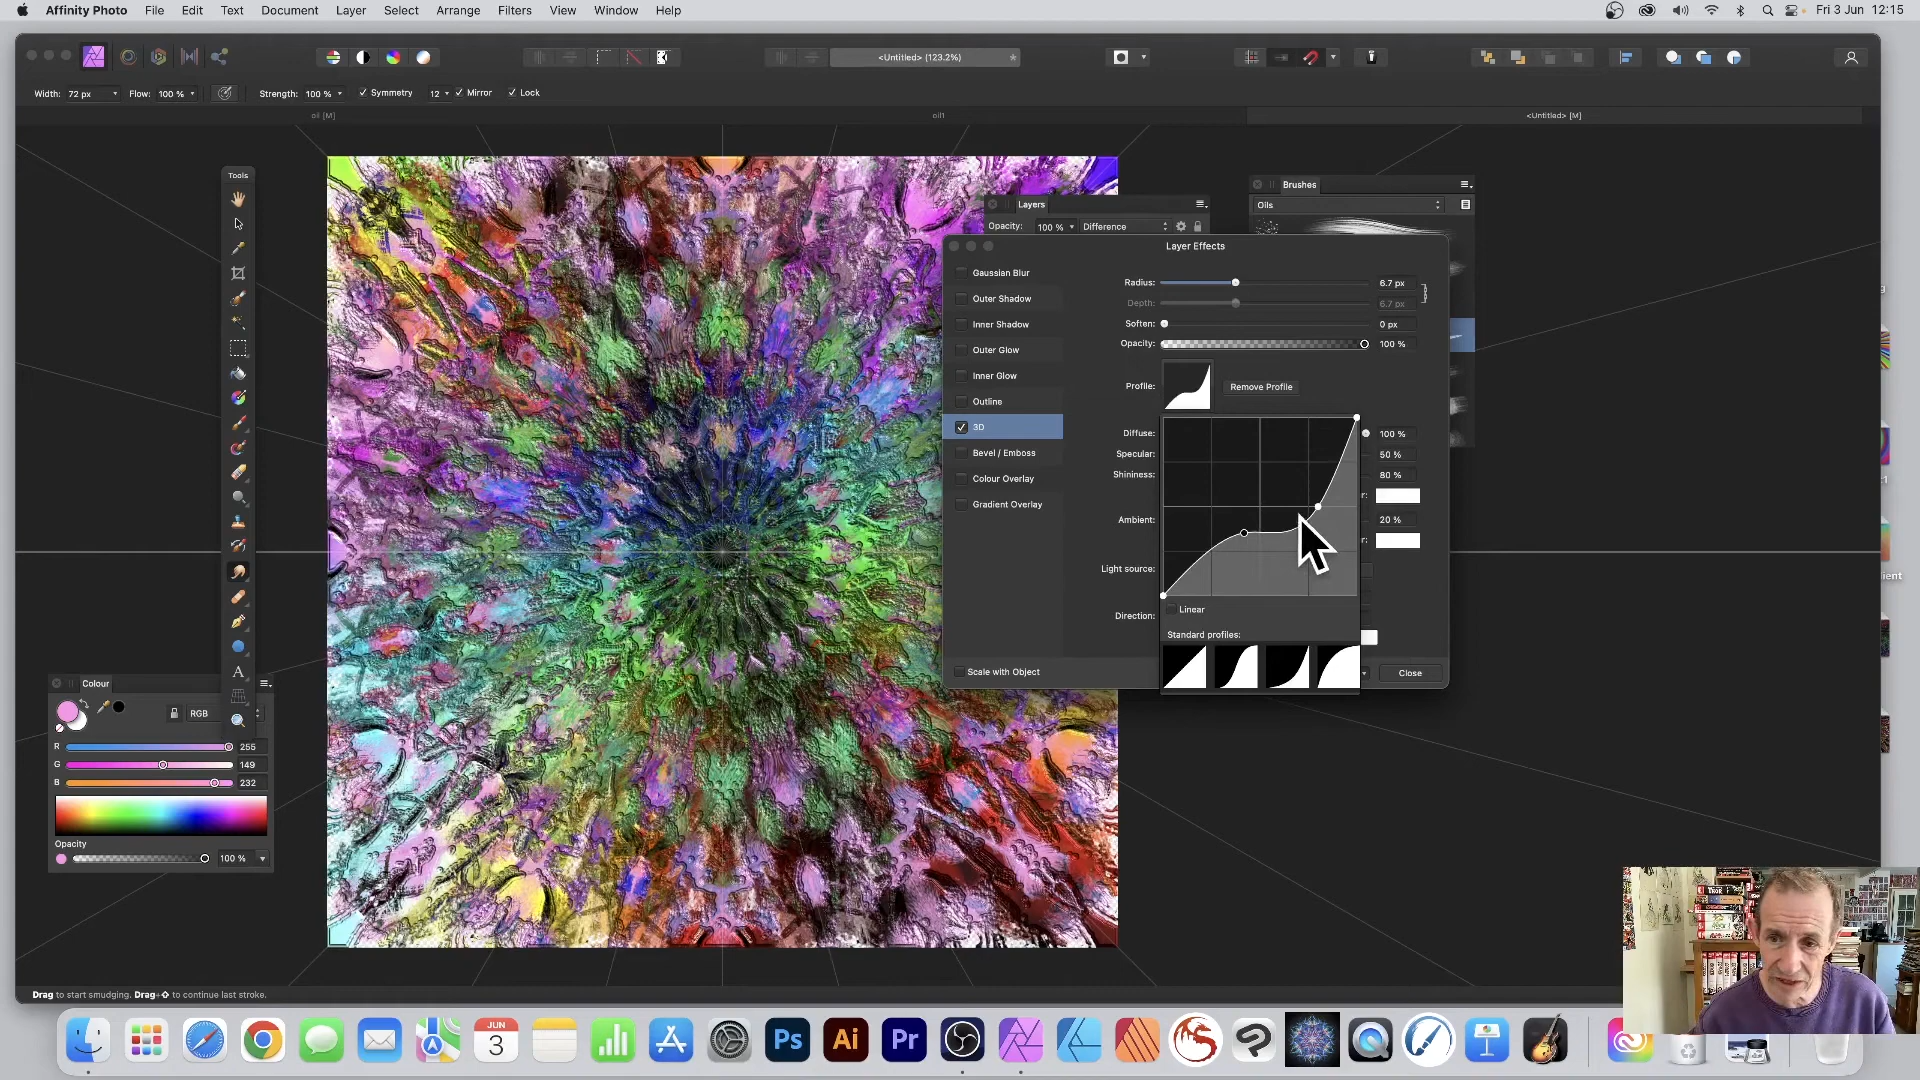 Affinity Photo File Edit Text Document Layer Select Arrange Filters View Window Help Fri 3 Jun 12:15
<Untitled> (123.2%)
Width: 72 px Flow: 100 % Strength: 100 % Symmetry 12 Mirror Lock
oil [M] oil1 <Untitled> [M]
Tools
Layers
Opacity: 100 % Difference
Brushes
Oils
Layer Effects
Gaussian Blur
Outer Shadow
Inner Shadow
Outer Glow
Inner Glow
Outline
3D
Bevel / Emboss
Colour Overlay
Gradient Overlay
Scale with Object
Radius: 6.7 px
Depth: 6.7 px
Soften: 0 px
Opacity: 100 %
Profile: Remove Profile
Diffuse: 100 %
Specular: 50 %
Shininess: 80 %
r:
Ambient: 20 %
r:
Light source:
Direction:
Linear
Standard profiles:
Close
Colour
RGB
R 255
G 149
B 232
Opacity
100 %
A
Drag to start smudging. Drag+⇧ to continue last stroke.
JUN
3
Ps
Ai
Pr